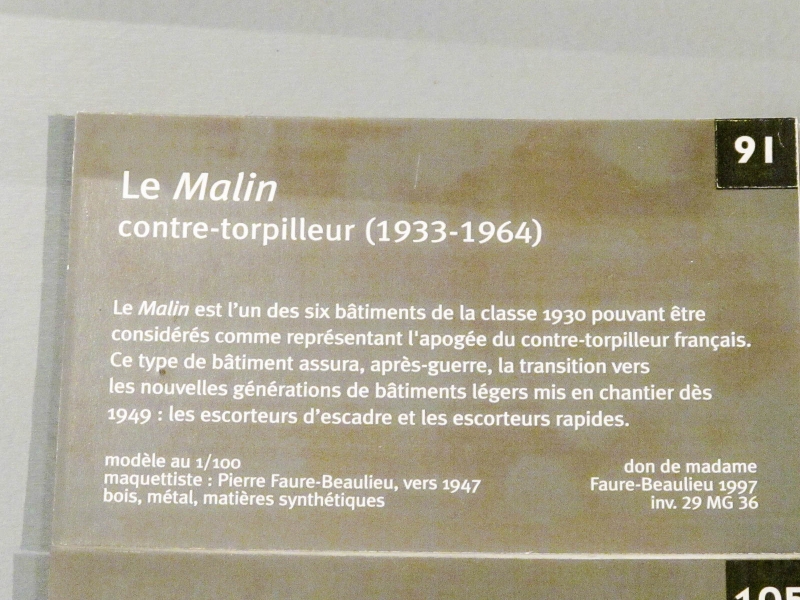 91
Le Malin
contre-torpilleur (1933-1964)
Le Malin est l'un des six bâtiments de la classe 1930 pouvant être
considérés comme représentant l'apogée du contre-torpilleur français.
Ce type de bâtiment assura, après-guerre, la transition vers
les nouvelles générations de bâtiments légers mis en chantier dès
1949 : les escorteurs d'escadre et les escorteurs rapides.
modèle au 1/100
maquettiste : Pierre Faure-Beaulieu, vers 1947
bois, métal, matières synthétiques
don de madame
Faure-Beaulieu 1997
inv. 29 MG 36